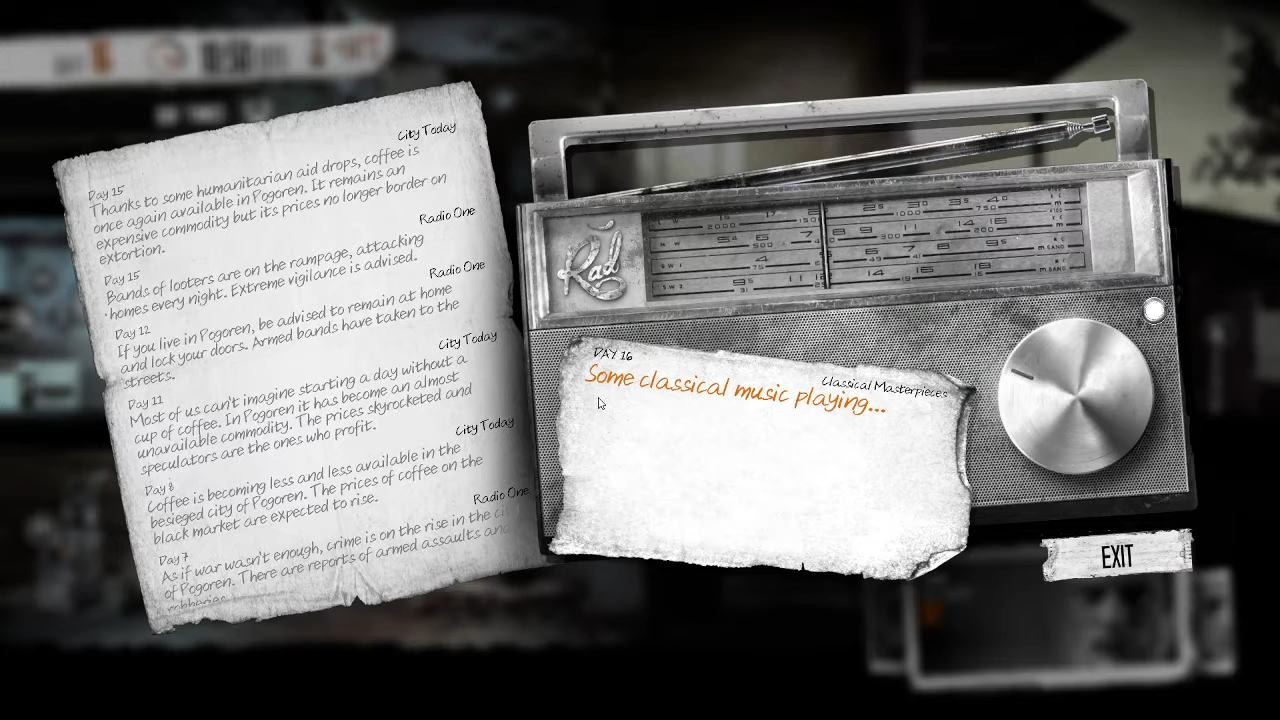 City Today
Day 15
Thanks to some humanitarian aid drops, coffee is
once again available in Pogoren. It remains an
expensive commodity but its prices no longer border on
extortion.
Radio One
Day 15
Bands of looters are on the rampage, attacking
homes every night. Extreme vigilance is advised.
Radio One
Day 12
If you live in Pogoren, be advised to remain at home
and lock your doors. Armed bands have taken to the
streets.
City Today
Day 11
Most of us can't imagine starting a day without a
cup of coffee. In Pogoren it has become an almost
unavailable commodity. The prices skyrocketed and
speculators are the ones who profit.
City Today
Day 8
Coffee is becoming less and less available in the
besieged city of Pogoren. The prices of coffee on the
black market are expected to rise.
Radio One
Day 7
As if war wasn't enough, crime is on the rise in the
of Pogoren. There are reports of armed assaults and
Rad
DAY 16
Classical Masterpieces
Some classical music playing...
EXIT